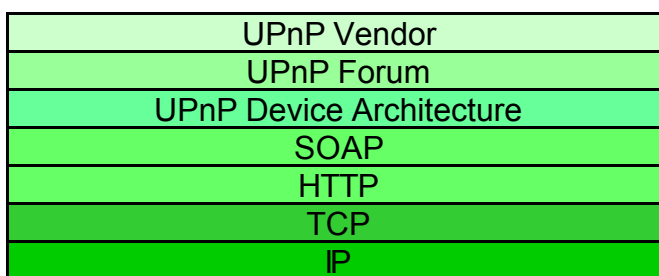 UPnP Vendor
UPnP Forum
UPnP Device Architecture
SOAP
HTTP
TCP
IP